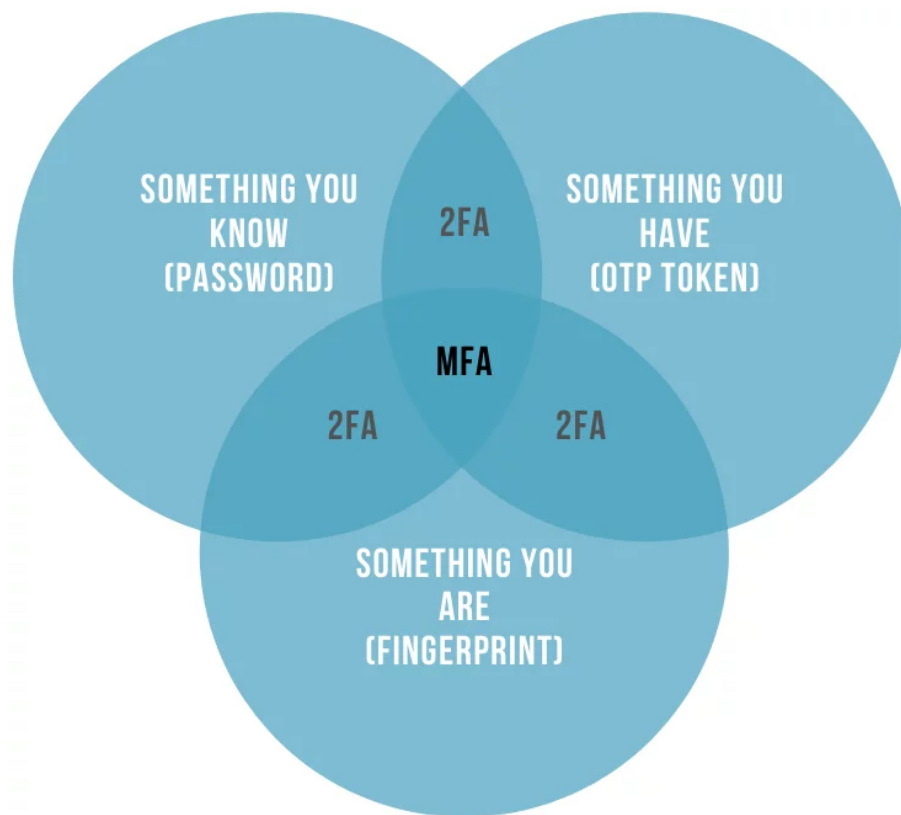 SOMETHING YOU
KNOW
(PASSWORD)
2FA
SOMETHING YOU
HAVE
(OTP TOKEN)
MFA
2FA
2FA
SOMETHING YOU
ARE
(FINGERPRINT)